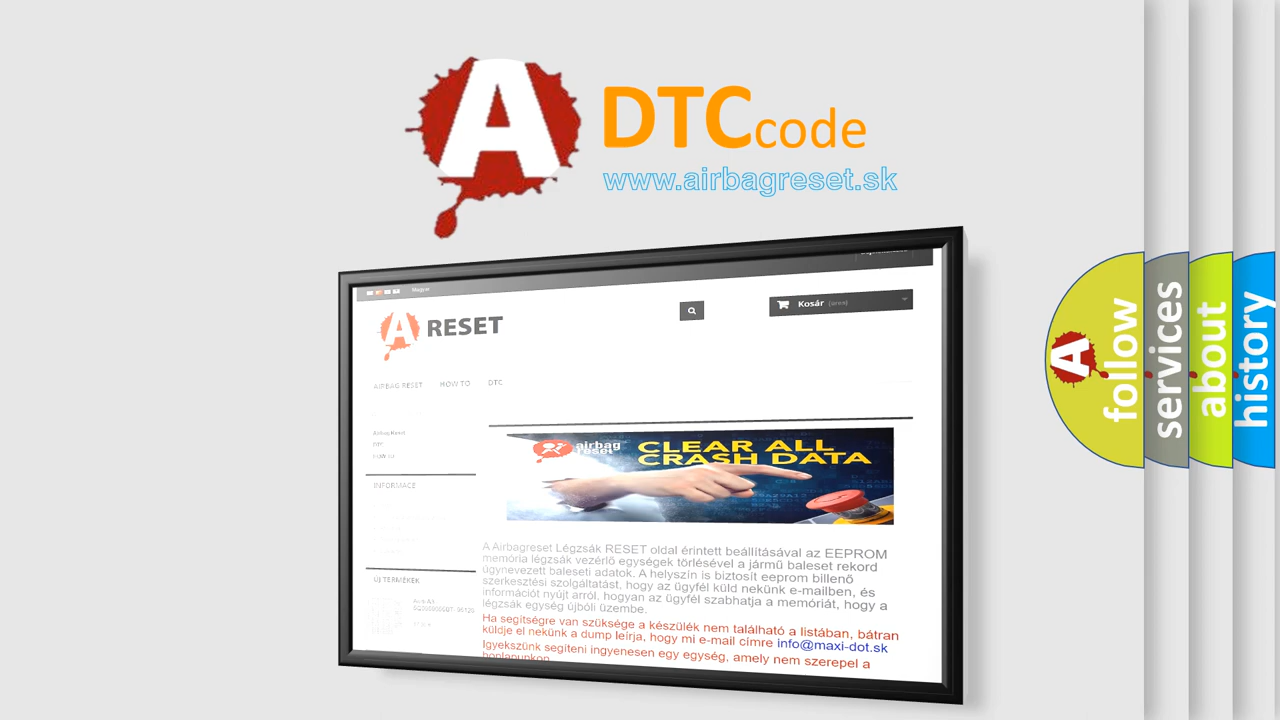 A DTC code
www.airbagreset.sk
Magyar
Kosár (üres)
A RESET
AIRBAG RESET HOW TO DTC
Airbag Reset
DTC
INFORMACE
ÚJ TERMÉKEK
airbag
reset
CLEAR ALL
CRASH DATA
A Airbagreset Légzsák RESET oldal érintett beállításával az EEPROM
memória légzsák vezérlő egységek törlésével a jármű baleset rekord
úgynevezett baleseti adatok. A helyszín is biztosít eeprom billenő
szerkesztési szolgáltatást, hogy az ügyfél küld nekünk e-mailben, és
információt nyújt arról, hogyan az ügyfél szabhatja a memóriát, hogy a
légzsák egység újbóli üzembe.
Ha segítségre van szüksége a készülék nem található a listában, bátran
küldje el nekünk a dump leírja, hogy mi e-mail címre info@maxi-dot.sk
Igyekszünk segíteni ingyenesen egy egység, amely nem szerepel a
honlapunkon
A follow
services
about
history